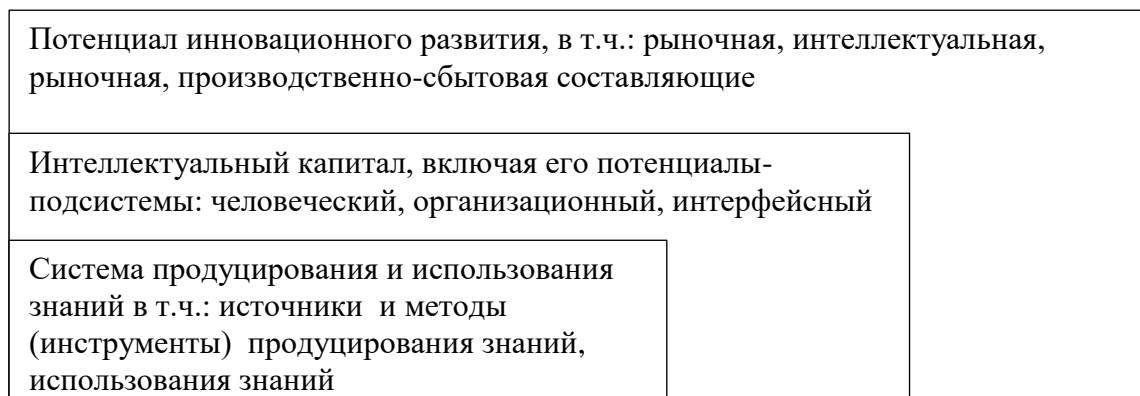 Потенциал инновационного развития, в т.ч.: рыночная, интеллектуальная,
рыночная, производственно-сбытовая составляющие
Интеллектуальный капитал, включая его потенциалы-
подсистемы: человеческий, организационный, интерфейсный
Система продуцирования и использования
знаний в т.ч.: источники  и методы
(инструменты)  продуцирования знаний,
использования знаний